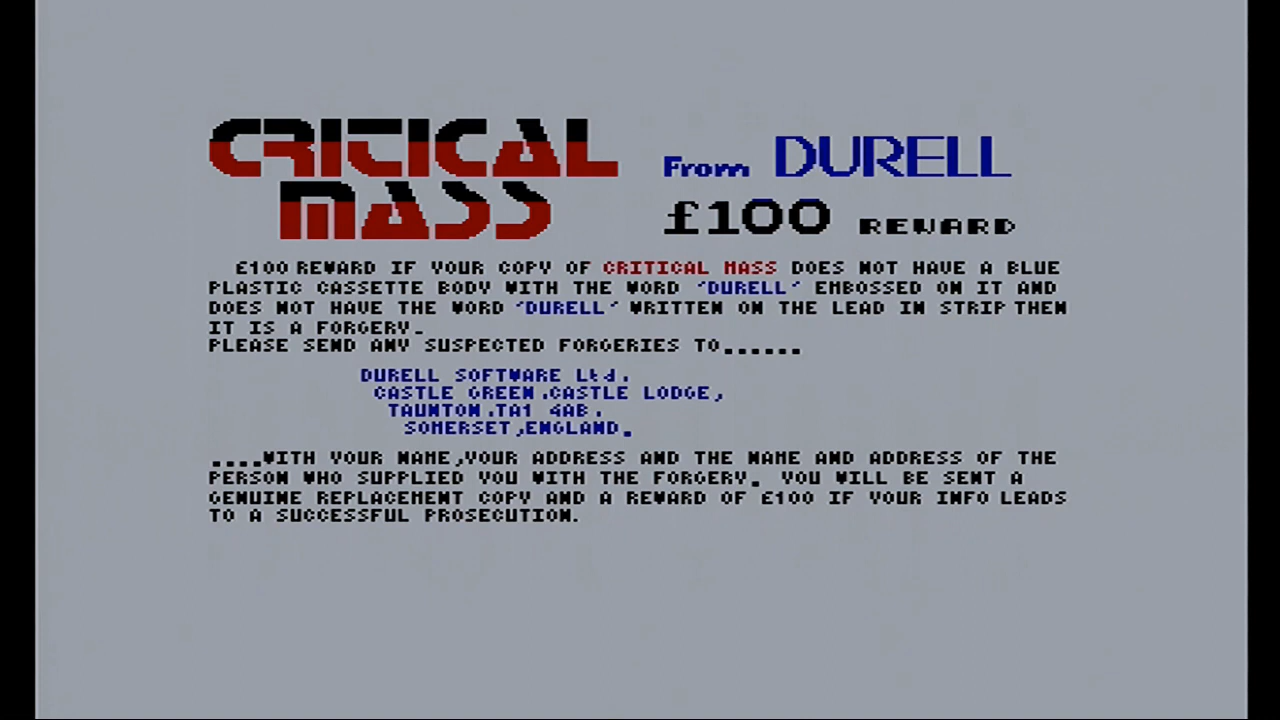 CRITICAL MASS
From DURELL
£100 REWARD
£100 REWARD IF YOUR COPY OF CRITICAL MASS DOES NOT HAVE A BLUE
PLASTIC CASSETTE BODY WITH THE WORD 'DURELL' EMBOSSED ON IT AND
DOES NOT HAVE THE WORD 'DURELL' WRITTEN ON THE LEAD IN STRIP THEN
IT IS A FORGERY.
PLEASE SEND ANY SUSPECTED FORGERIES TO......
DURELL SOFTWARE Ltd.
CASTLE GREEN.CASTLE LODGE,
TAUNTON.TA1 4AB.
SOMERSET,ENGLAND.
....WITH YOUR NAME,YOUR ADDRESS AND THE NAME AND ADDRESS OF THE
PERSON WHO SUPPLIED YOU WITH THE FORGERY. YOU WILL BE SENT A
GENUINE REPLACEMENT COPY AND A REWARD OF £100 IF YOUR INFO LEADS
TO A SUCCESSFUL PROSECUTION.